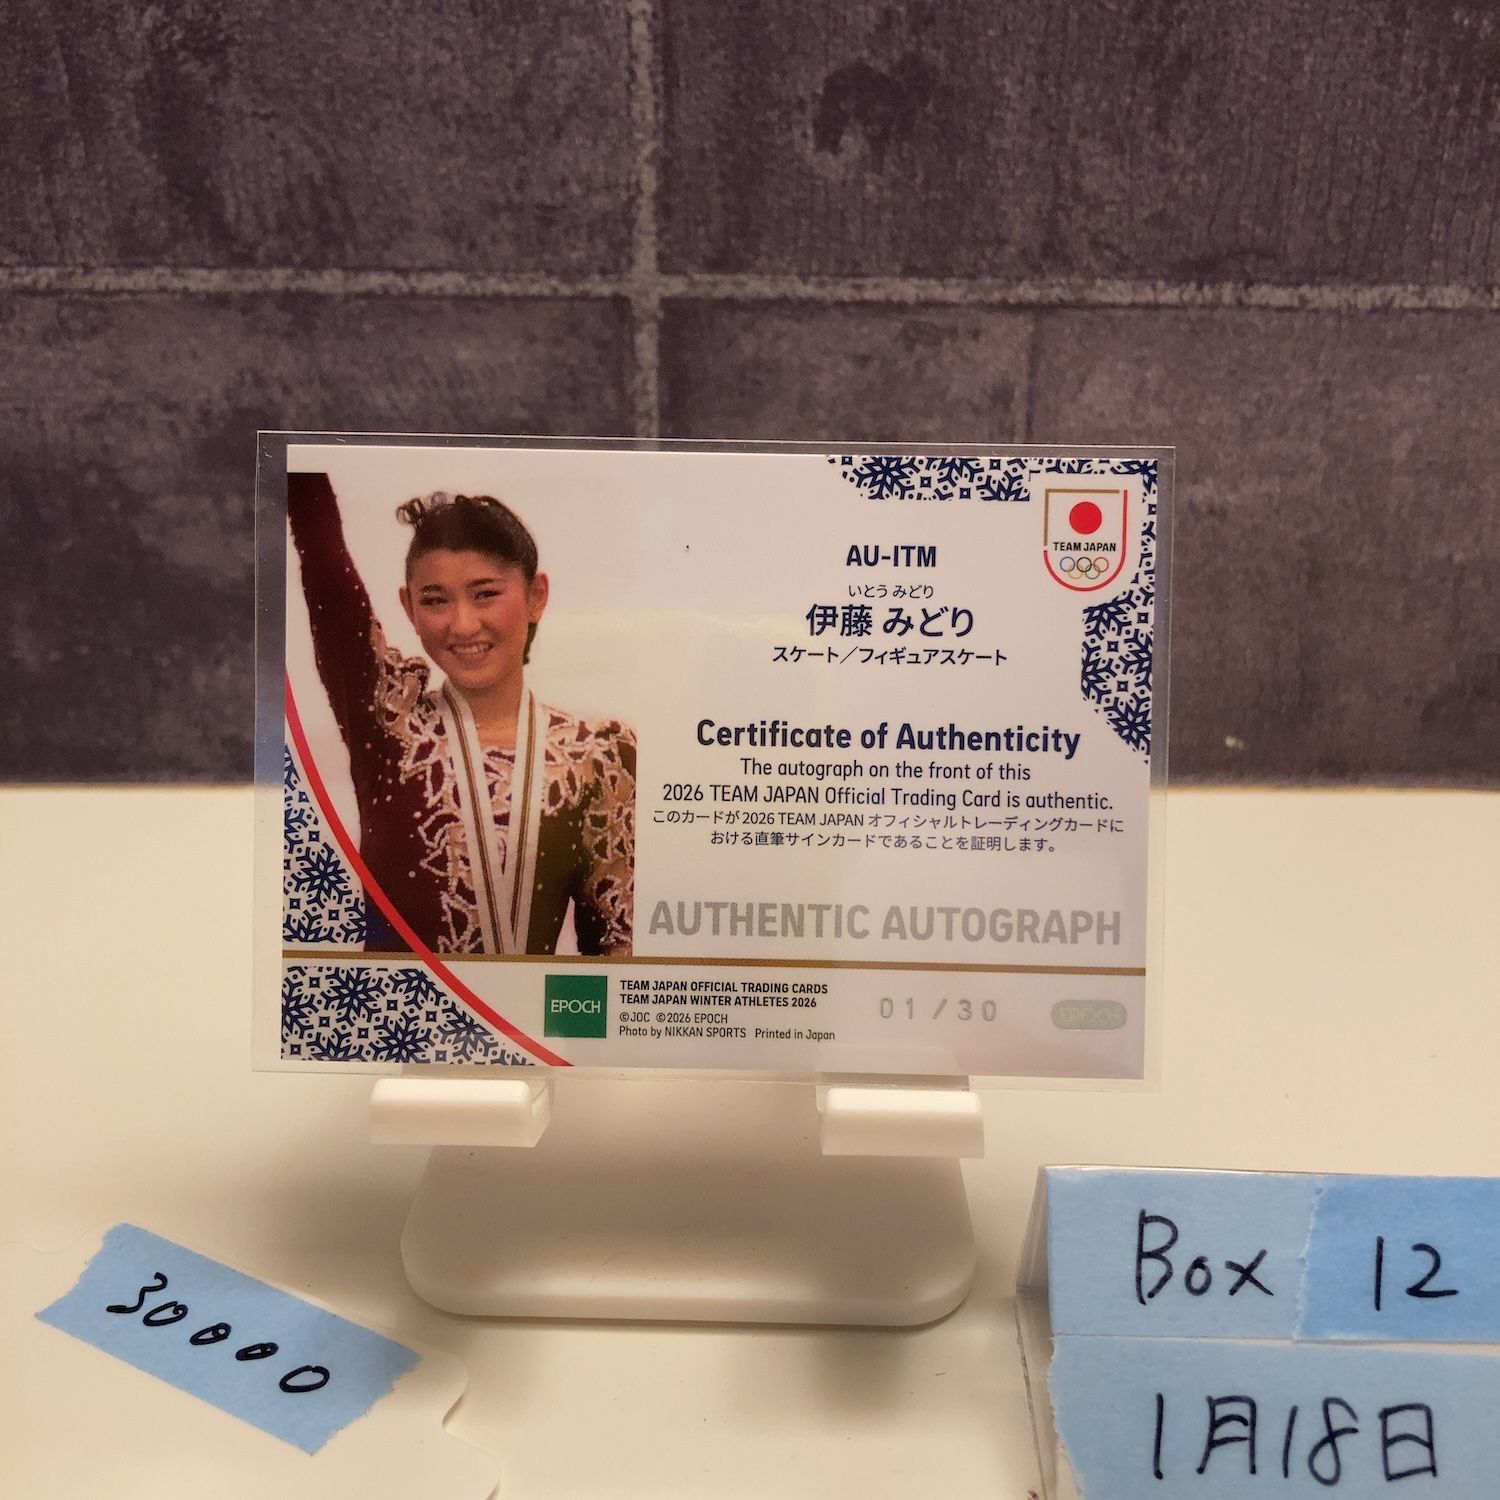 AU-ITM
いとう みどり
伊藤 みどり
スケート／フィギュアスケート
TEAM JAPAN
Certificate of Authenticity
The autograph on the front of this
2026 TEAM JAPAN Official Trading Card is authentic.
このカードが2026 TEAM JAPAN オフィシャルトレーディングカードに
おける直筆サインカードであることを証明します。
AUTHENTIC AUTOGRAPH
EPOCH
TEAM JAPAN OFFICIAL TRADING CARDS
TEAM JAPAN WINTER ATHLETES 2026
©JOC ©2026 EPOCH
Photo by NIKKAN SPORTS Printed in Japan
01/30
EPOCH
30000
Box 12
1月18日